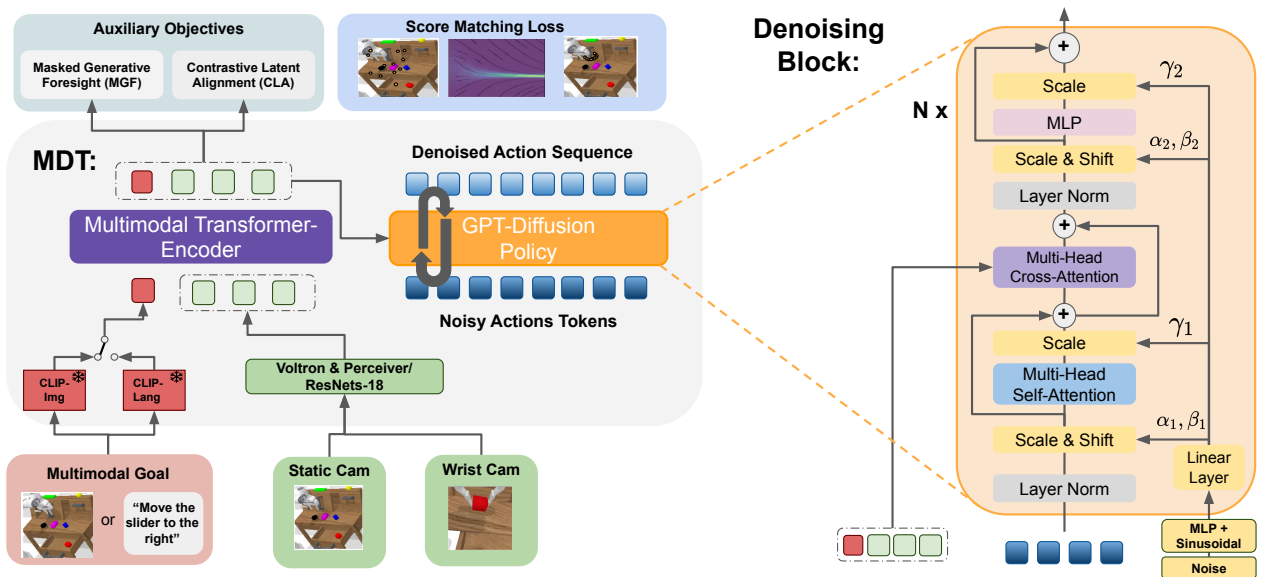 Auxiliary Objectives
Masked Generative
Foresight (MGF)
Contrastive Latent
Alignment (CLA)
Score Matching Loss
MDT:
Denoised Action Sequence
Multimodal Transformer-
Encoder
GPT-Diffusion
Policy
Noisy Actions Tokens
CLIP-
Img
CLIP-
Lang
Voltron & Perceiver/
ResNets-18
Multimodal Goal
or
“Move the
slider to the
right”
Static Cam
Wrist Cam
Denoising
Block:
N x
+
Scale
γ₂
MLP
α₂, β₂
Scale & Shift
Layer Norm
+
Multi-Head
Cross-Attention
+
γ₁
Scale
Multi-Head
Self-Attention
α₁, β₁
Scale & Shift
Linear
Layer
Layer Norm
MLP +
Sinusoidal
Noise